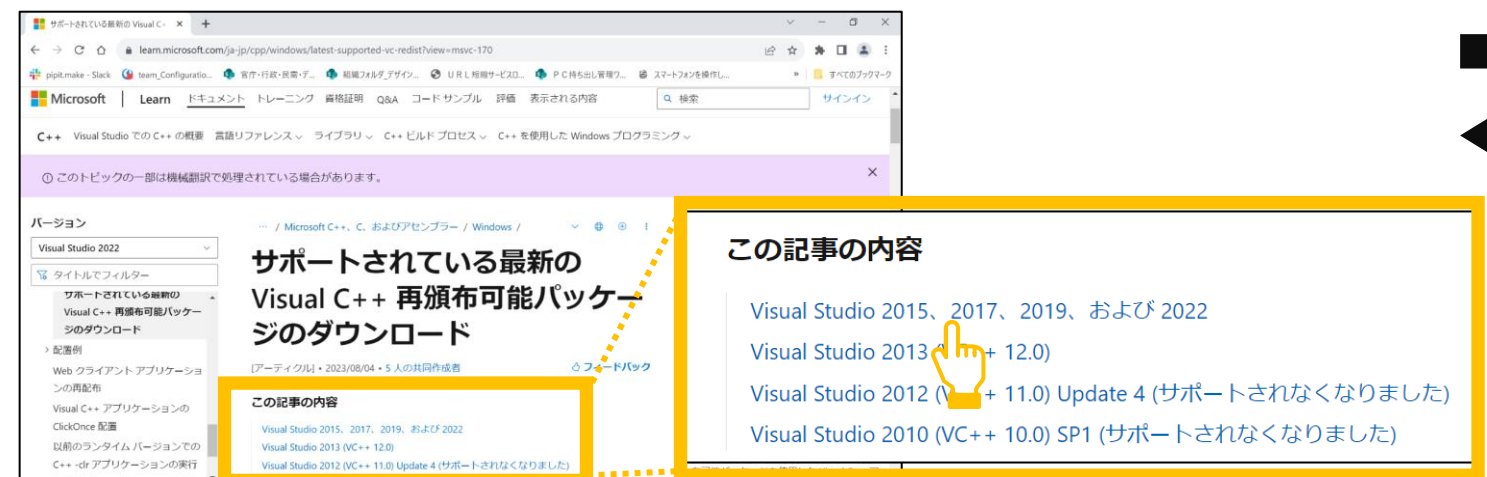 サポートされている最新の Visual C·
learn.microsoft.com/ja-jp/cpp/windows/latest-supported-vc-redist?view=msvc-170
pipit.make - Slack
team_Configuratio...
官庁・行政・民需・デ...
組織フォルダ_デザイン...
URL短縮サービスロ...
PC持ち出し管理ワ...
スマートフォンを操作し...
»
すべてのブックマーク
Microsoft
Learn
ドキュメント
トレーニング
資格証明
Q&A
コード サンプル
評価
表示される内容
検索
サインイン
C++
Visual Studio での C++ の概要
言語リファレンス
ライブラリ
C++ ビルド プロセス
C++ を使用した Windows プログラミング
このトピックの一部は機械翻訳で処理されている場合があります。
バージョン
Visual Studio 2022
タイトルでフィルター
サポートされている最新の
Visual C++ 再頒布可能パッケー
ジのダウンロード
配置例
Web クライアント アプリケーショ
ンの再配布
Visual C++ アプリケーションの
ClickOnce 配置
以前のランタイム バージョンでの
C++ -clr アプリケーションの実行
··· / Microsoft C++、C、およびアセンブラー / Windows /
サポートされている最新の
Visual C++ 再頒布可能パッケー
ジのダウンロード
[アーティクル] • 2023/08/04 • 5 人の共同作成者
フィードバック
この記事の内容
Visual Studio 2015、2017、2019、および 2022
Visual Studio 2013 (VC++ 12.0)
Visual Studio 2012 (VC++ 11.0) Update 4 (サポートされなくなりました)
この記事の内容
Visual Studio 2015、2017、2019、および 2022
Visual Studio 2013 (VC++ 12.0)
Visual Studio 2012 (VC++ 11.0) Update 4 (サポートされなくなりました)
Visual Studio 2010 (VC++ 10.0) SP1 (サポートされなくなりました)